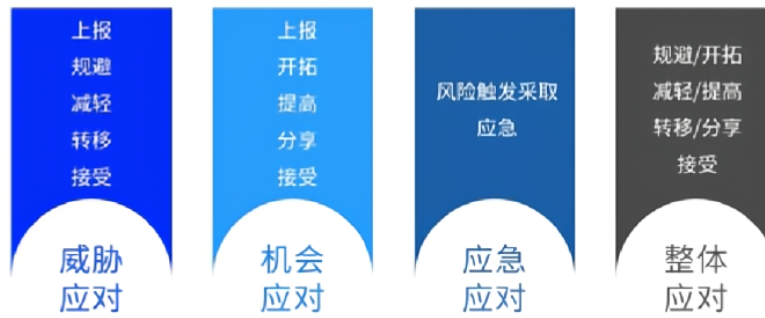 上报
规避
减轻
转移
接受
威胁
应对
上报
开拓
提高
分享
接受
机会
应对
风险触发采取
应急
应急
应对
规避/开拓
减轻/提高
转移/分享
接受
整体
应对